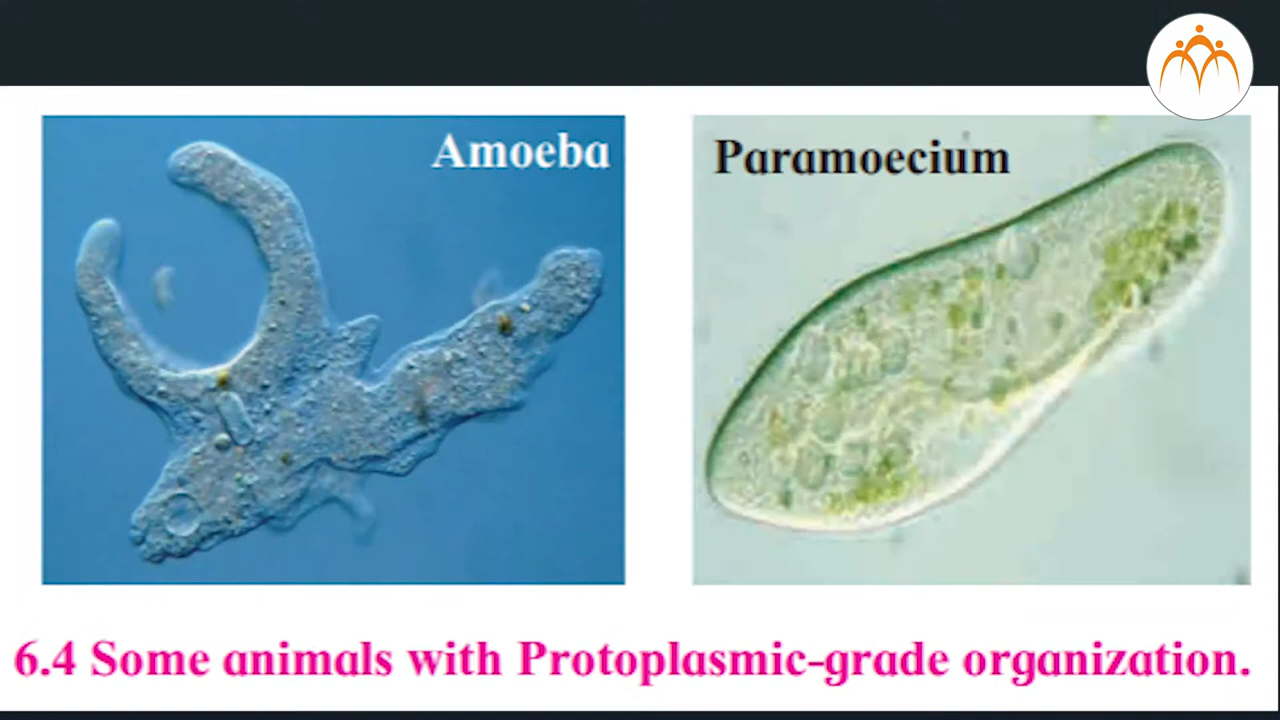 Amoeba
Paramoecium
6.4 Some animals with Protoplasmic-grade organization.